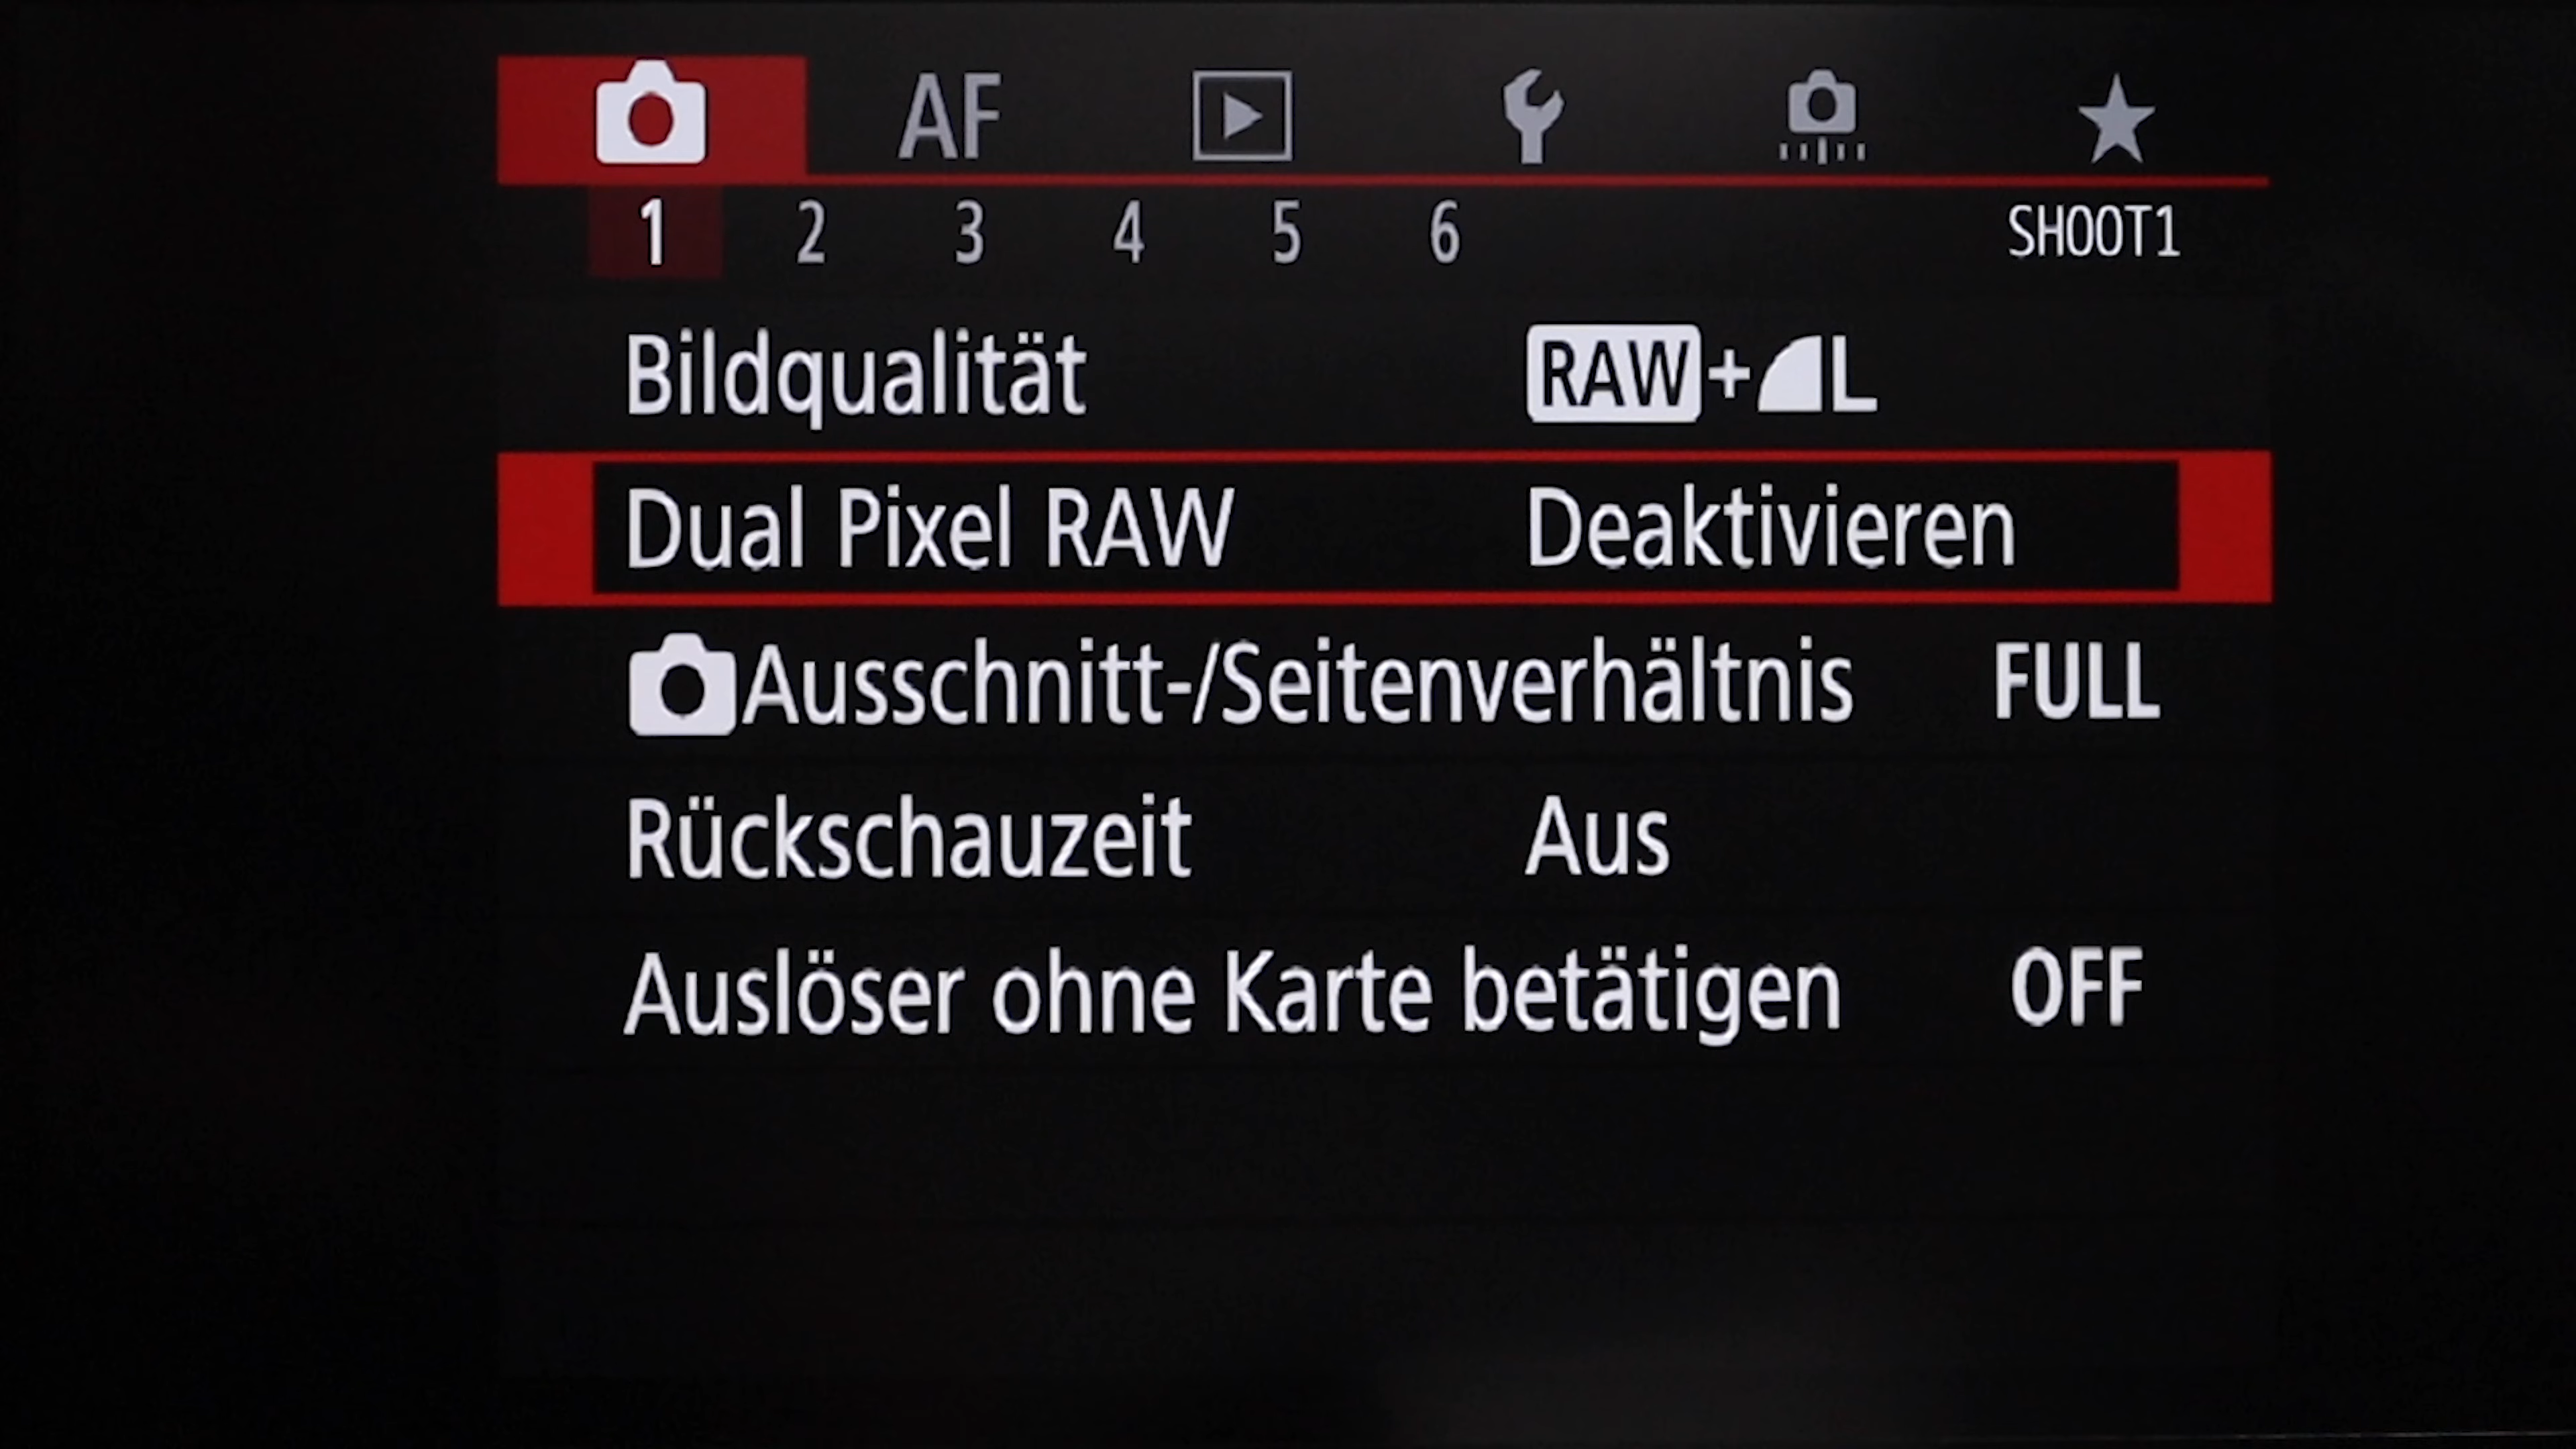 AF
1 2 3 4 5 6 SHOOT1
Bildqualität RAW+L
Dual Pixel RAW Deaktivieren
Ausschnitt-/Seitenverhältnis FULL
Rückschauzeit Aus
Auslöser ohne Karte betätigen OFF